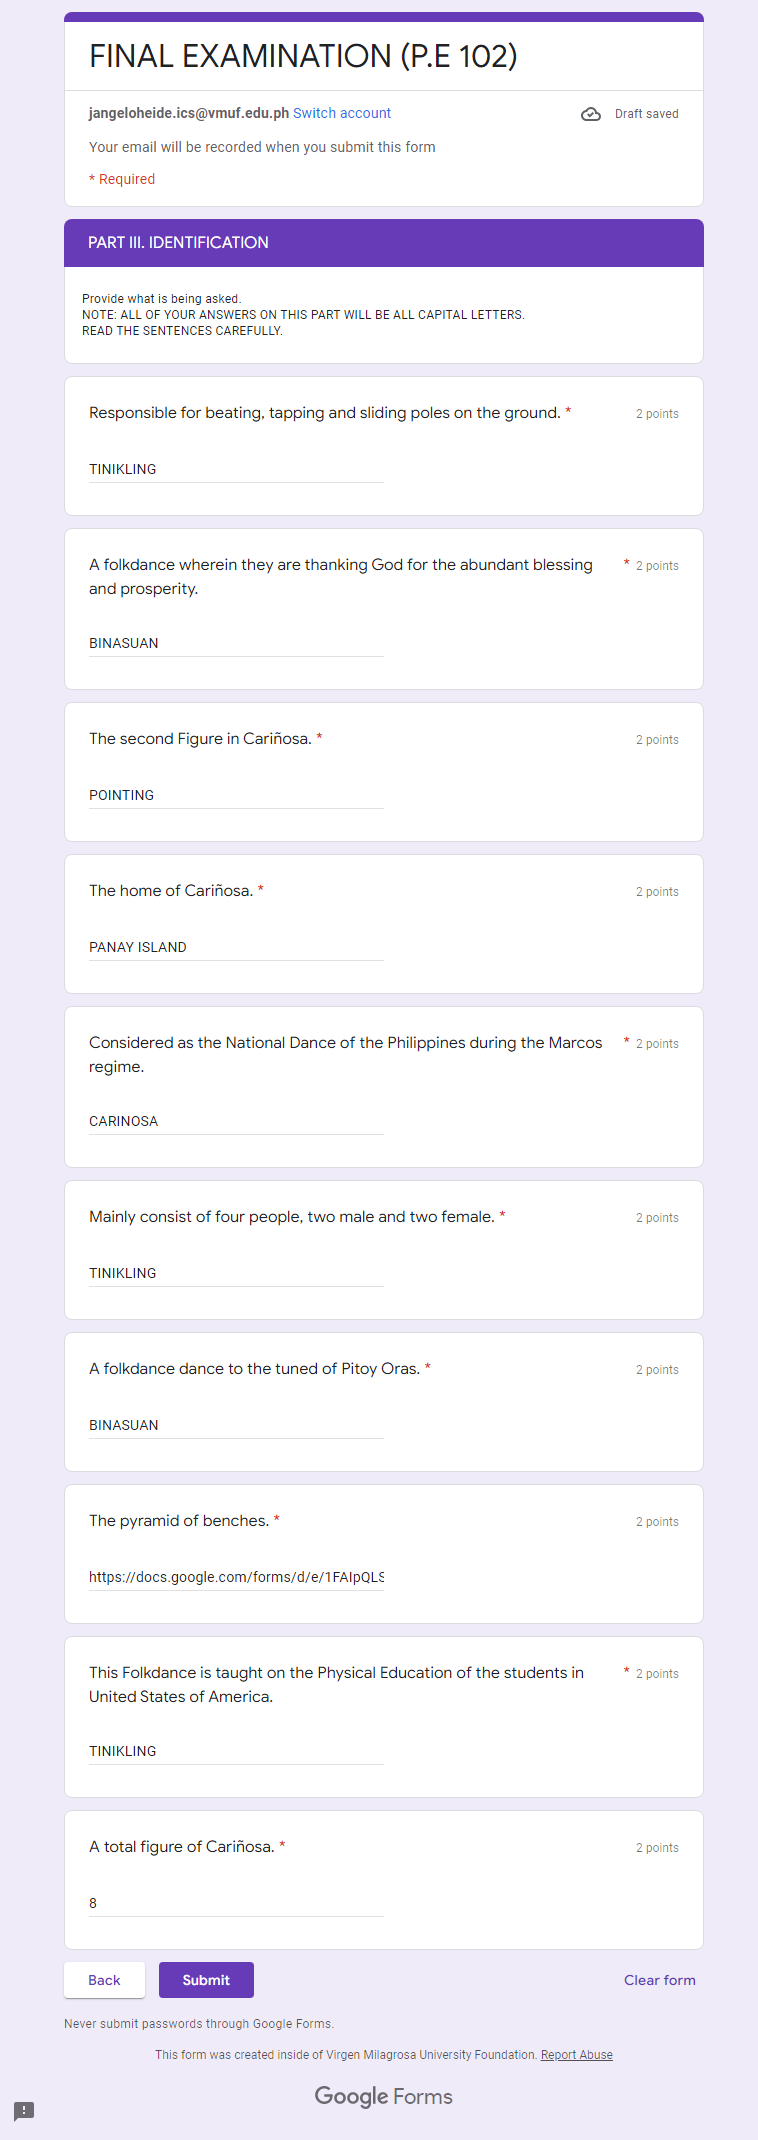 FINAL EXAMINATION (P.E 102)
jangeloheide.ics@vmuf.edu.ph Switch account
Draft saved
Your email will be recorded when you submit this form
* Required
PART III. IDENTIFICATION
Provide what is being asked.
NOTE: ALL OF YOUR ANSWERS ON THIS PART WILL BE ALL CAPITAL LETTERS.
READ THE SENTENCES CAREFULLY.
Responsible for beating, tapping and sliding poles on the ground. * 2 points
TINIKLING
A folkdance wherein they are thanking God for the abundant blessing * 2 points
and prosperity.
BINASUAN
The second Figure in Cariñosa. * 2 points
POINTING
The home of Cariñosa. * 2 points
PANAY ISLAND
Considered as the National Dance of the Philippines during the Marcos * 2 points
regime.
CARINOSA
Mainly consist of four people, two male and two female. * 2 points
TINIKLING
A folkdance dance to the tuned of Pitoy Oras. * 2 points
BINASUAN
The pyramid of benches. * 2 points
https://docs.google.com/forms/d/e/1FAIpQLS
This Folkdance is taught on the Physical Education of the students in * 2 points
United States of America.
TINIKLING
A total figure of Cariñosa. * 2 points
8
Back Submit Clear form
Never submit passwords through Google Forms.
This form was created inside of Virgen Milagrosa University Foundation. Report Abuse
Google Forms